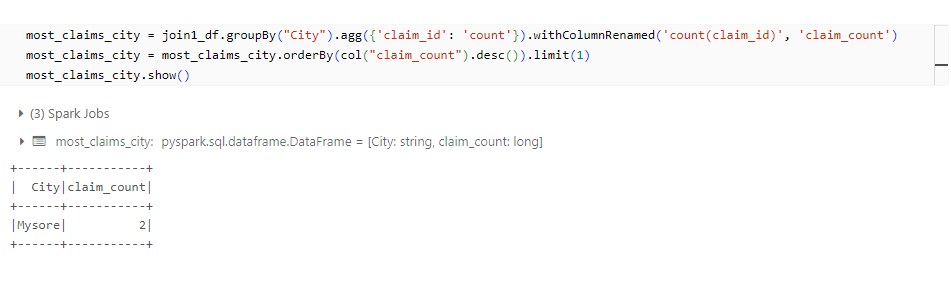 most_claims_city = join1_df.groupBy("City").agg({'claim_id': 'count'}).withColumnRenamed('count(claim_id)', 'claim_count')
most_claims_city = most_claims_city.orderBy(col("claim_count").desc()).limit(1)
most_claims_city.show()
(3) Spark Jobs
most_claims_city: pyspark.sql.dataframe.DataFrame = [City: string, claim_count: long]
+------+-----------+
|  City|claim_count|
+------+-----------+
|Mysore|          2|
+------+-----------+